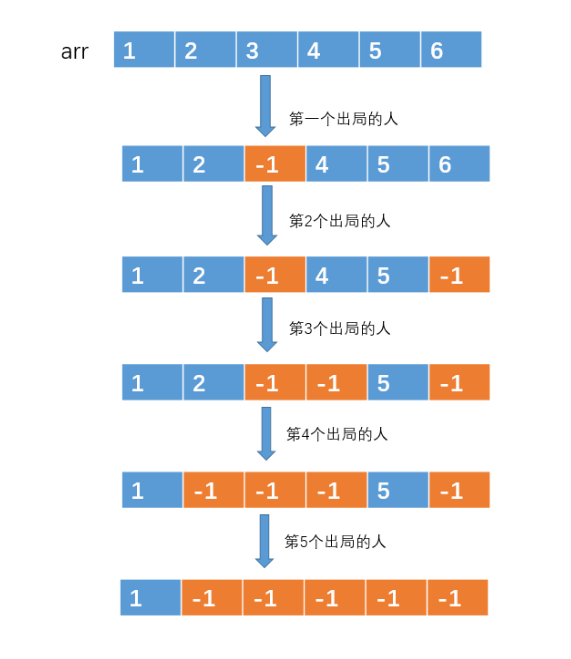 arr 1 2 3 4 5 6
第一个出局的人
1 2 -1 4 5 6
第2个出局的人
1 2 -1 4 5 -1
第3个出局的人
1 2 -1 -1 5 -1
第4个出局的人
1 -1 -1 -1 5 -1
第5个出局的人
1 -1 -1 -1 -1 -1